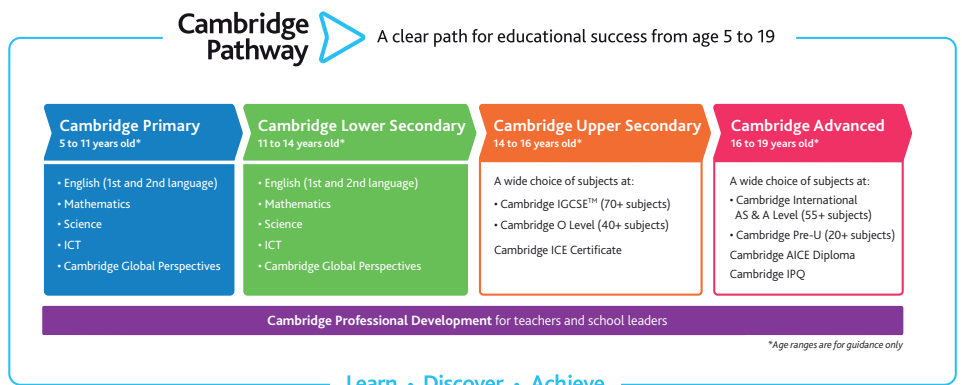 Cambridge
Pathway
A clear path for educational success from age 5 to 19
Cambridge Primary
5 to 11 years old*
• English (1st and 2nd language)
• Mathematics
• Science
• ICT
• Cambridge Global Perspectives
Cambridge Lower Secondary
11 to 14 years old*
• English (1st and 2nd language)
• Mathematics
• Science
• ICT
• Cambridge Global Perspectives
Cambridge Upper Secondary
14 to 16 years old*
A wide choice of subjects at:
• Cambridge IGCSE™ (70+ subjects)
• Cambridge O Level (40+ subjects)
Cambridge ICE Certificate
Cambridge Advanced
16 to 19 years old*
A wide choice of subjects at:
• Cambridge International
AS & A Level (55+ subjects)
• Cambridge Pre-U (20+ subjects)
Cambridge AICE Diploma
Cambridge IPQ
Cambridge Professional Development for teachers and school leaders
*Age ranges are for guidance only
Learn • Discover • Achieve